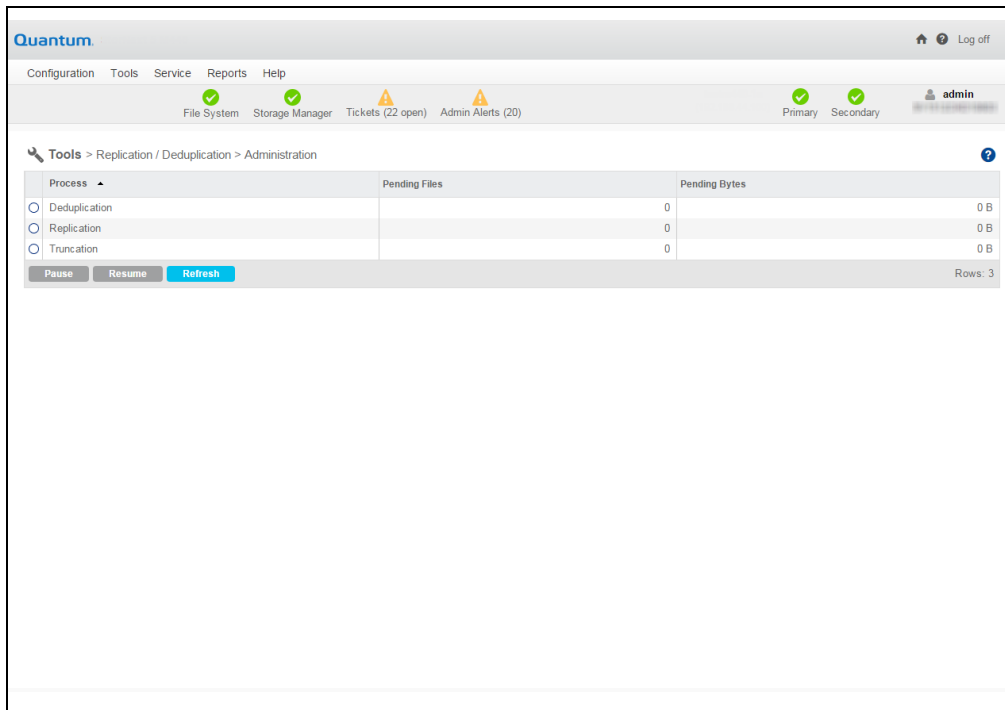 Quantum.
Log off
Configuration Tools Service Reports Help
File System Storage Manager Tickets (22 open) Admin Alerts (20) Primary Secondary admin
Tools > Replication / Deduplication > Administration
Process Pending Files Pending Bytes
Deduplication 0 0 B
Replication 0 0 B
Truncation 0 0 B
Pause Resume Refresh Rows: 3